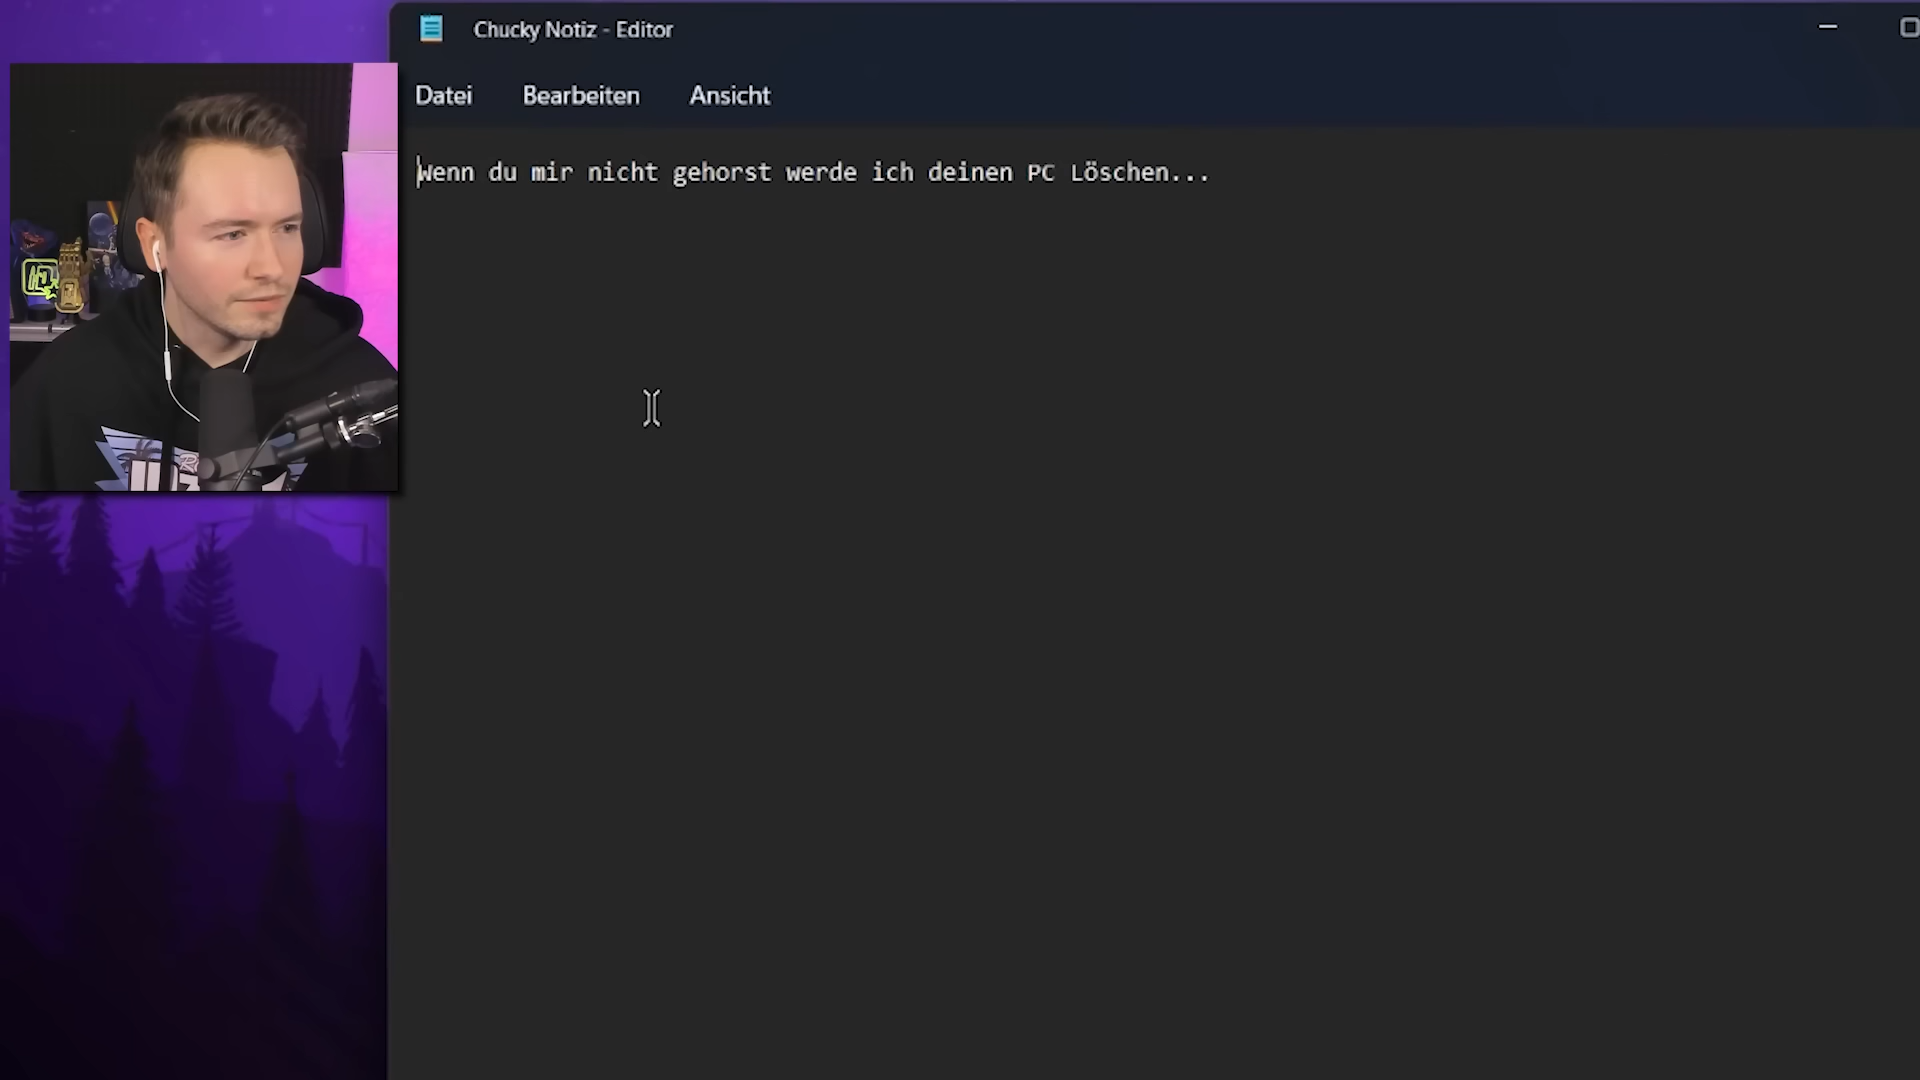 Chucky Notiz - Editor
Datei Bearbeiten Ansicht
Wenn du mir nicht gehorst werde ich deinen PC Löschen...